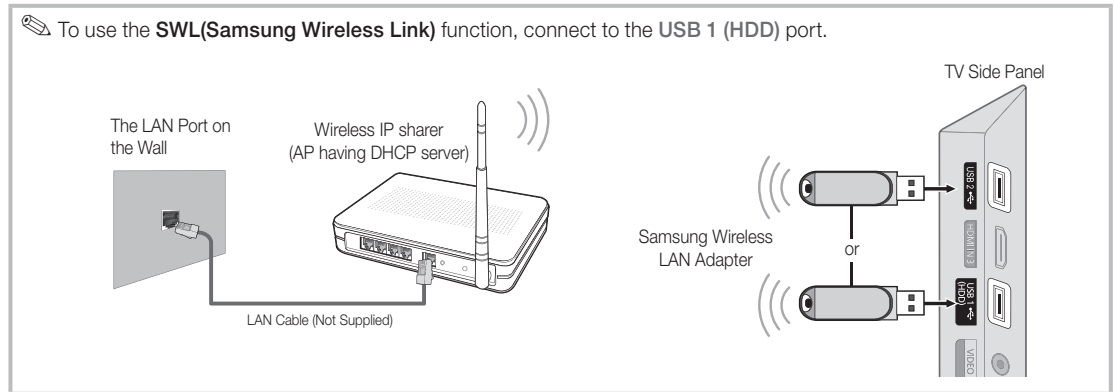 To use the SWL(Samsung Wireless Link) function, connect to the USB 1 (HDD) port.
TV Side Panel
The LAN Port on
the Wall
Wireless IP sharer
(AP having DHCP server)
LAN Cable (Not Supplied)
Samsung Wireless
LAN Adapter
or
USB 2
HDMI IN 3
USB 1
(HDD)
VIDEO